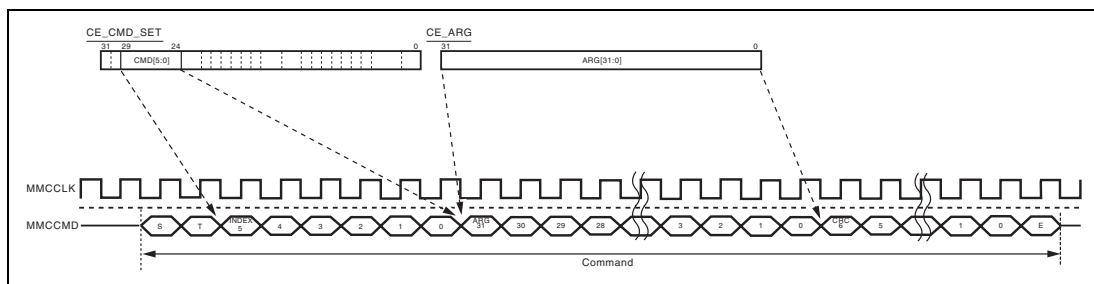 CE_CMD_SET
31 29 24 0
CMD[5:0]
CE_ARG
31 0
ARG[31:0]
MMCCLK
MMCCMD
S T INDEX 5 4 3 2 1 0 ARG 31 30 29 28 3 2 1 0 CRC 6 5 1 0 E
Command